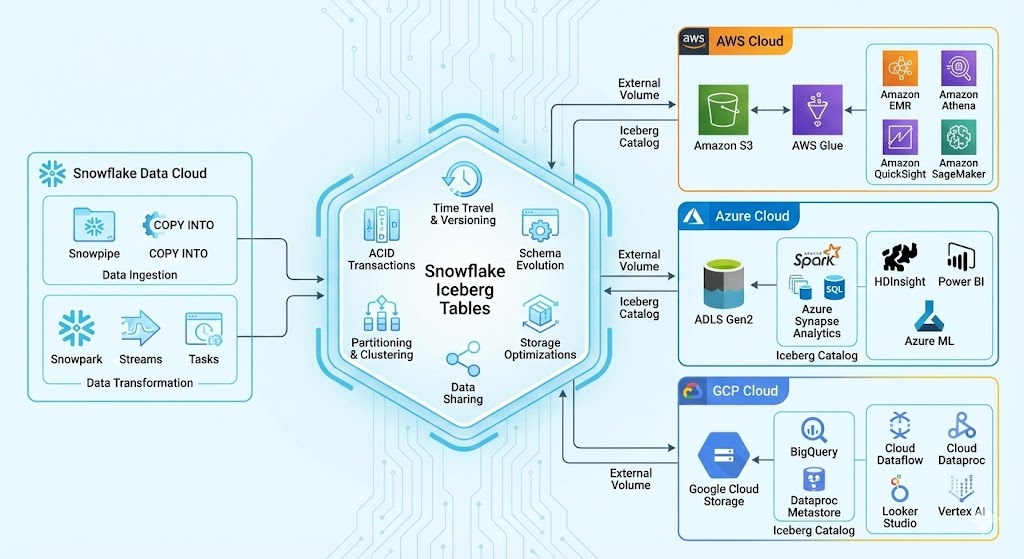 Snowflake Data Cloud
Snowpipe
COPY INTO
COPY INTO
Data Ingestion
Snowpark
Streams
Tasks
Data Transformation
Time Travel
& Versioning
ACID
Transactions
Schema
Evolution
Snowflake
Iceberg
Tables
Partitioning
& Clustering
Storage
Optimizations
Data
Sharing
External
Volume
Iceberg
Catalog
External
Volume
Iceberg
Catalog
External
Volume
aws
AWS Cloud
Amazon S3
AWS Glue
Amazon
EMR
Amazon
Athena
Amazon
QuickSight
Amazon
SageMaker
Azure Cloud
ADLS Gen2
APACHE
Spark
SQL
Azure
Synapse
Analytics
Iceberg Catalog
HDInsight
Power BI
Azure ML
GCP Cloud
Google Cloud
Storage
BigQuery
Dataproc
Metastore
Iceberg Catalog
Cloud
Dataflow
Cloud
Dataproc
Looker
Studio
Vertex AI